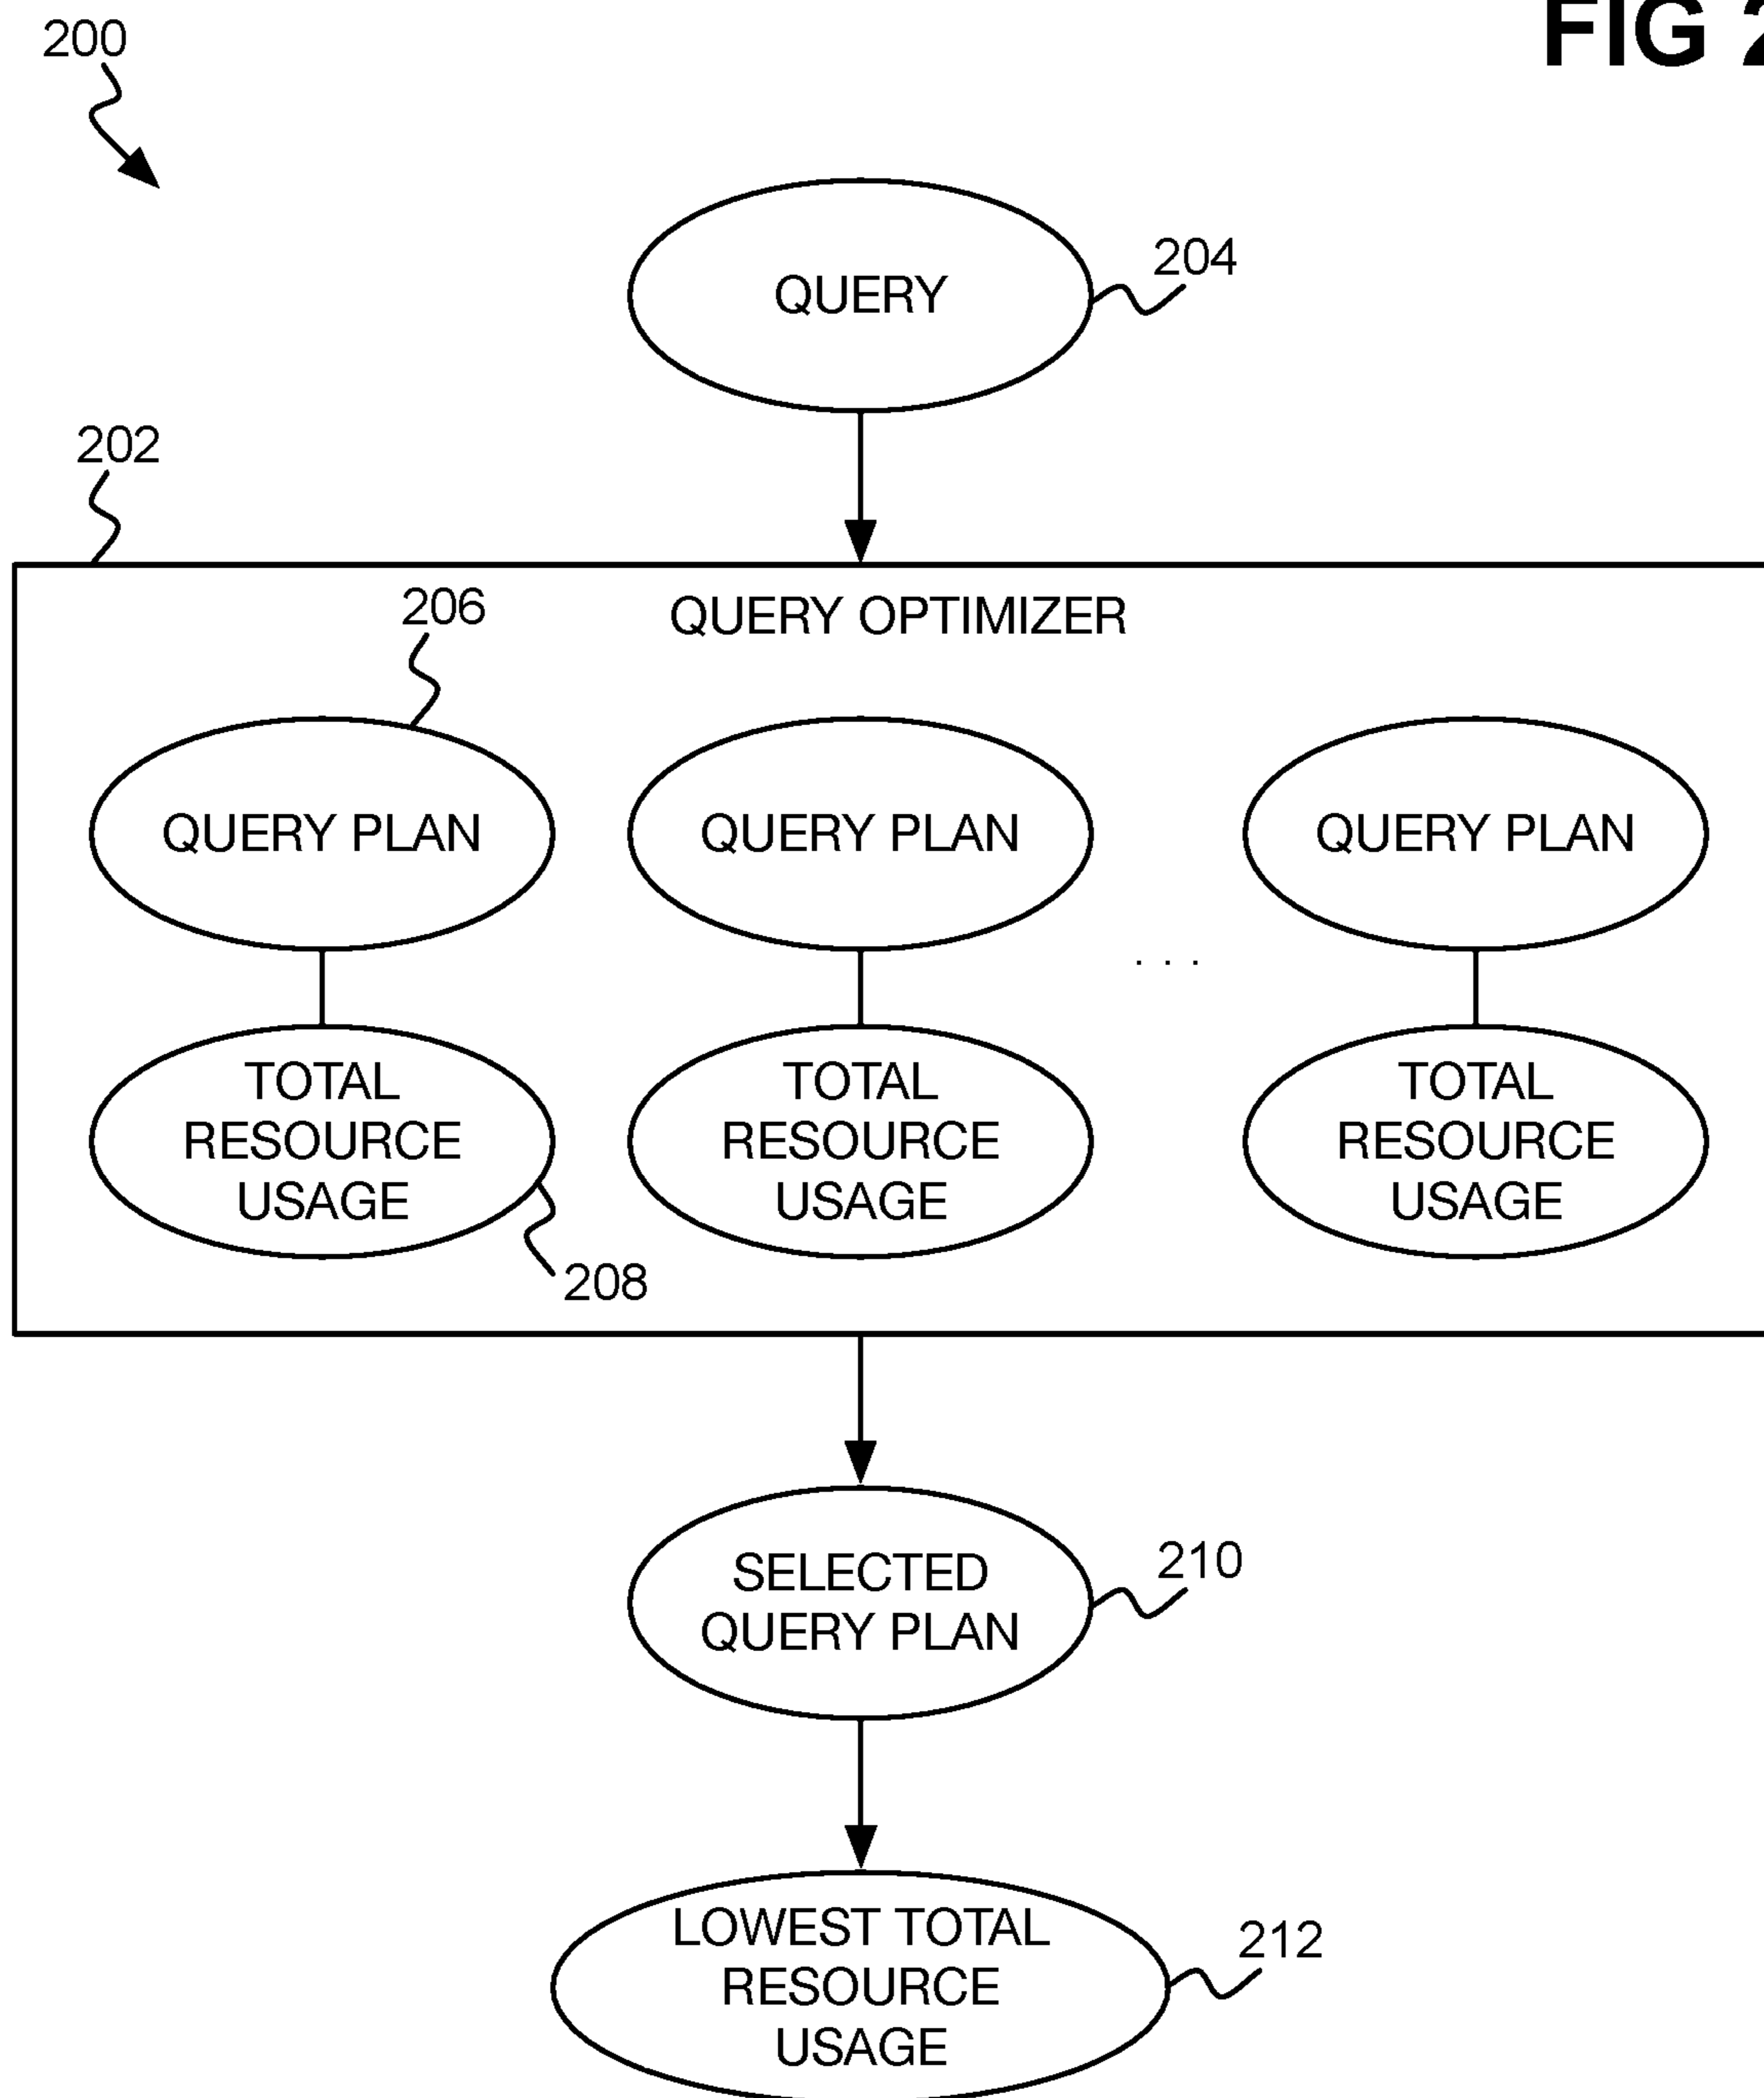 200
FIG 2
QUERY
204
202
206
QUERY OPTIMIZER
QUERY PLAN
QUERY PLAN
. . .
QUERY PLAN
TOTAL
RESOURCE
USAGE
TOTAL
RESOURCE
USAGE
TOTAL
RESOURCE
USAGE
208
SELECTED
QUERY PLAN
210
LOWEST TOTAL
RESOURCE
USAGE
212